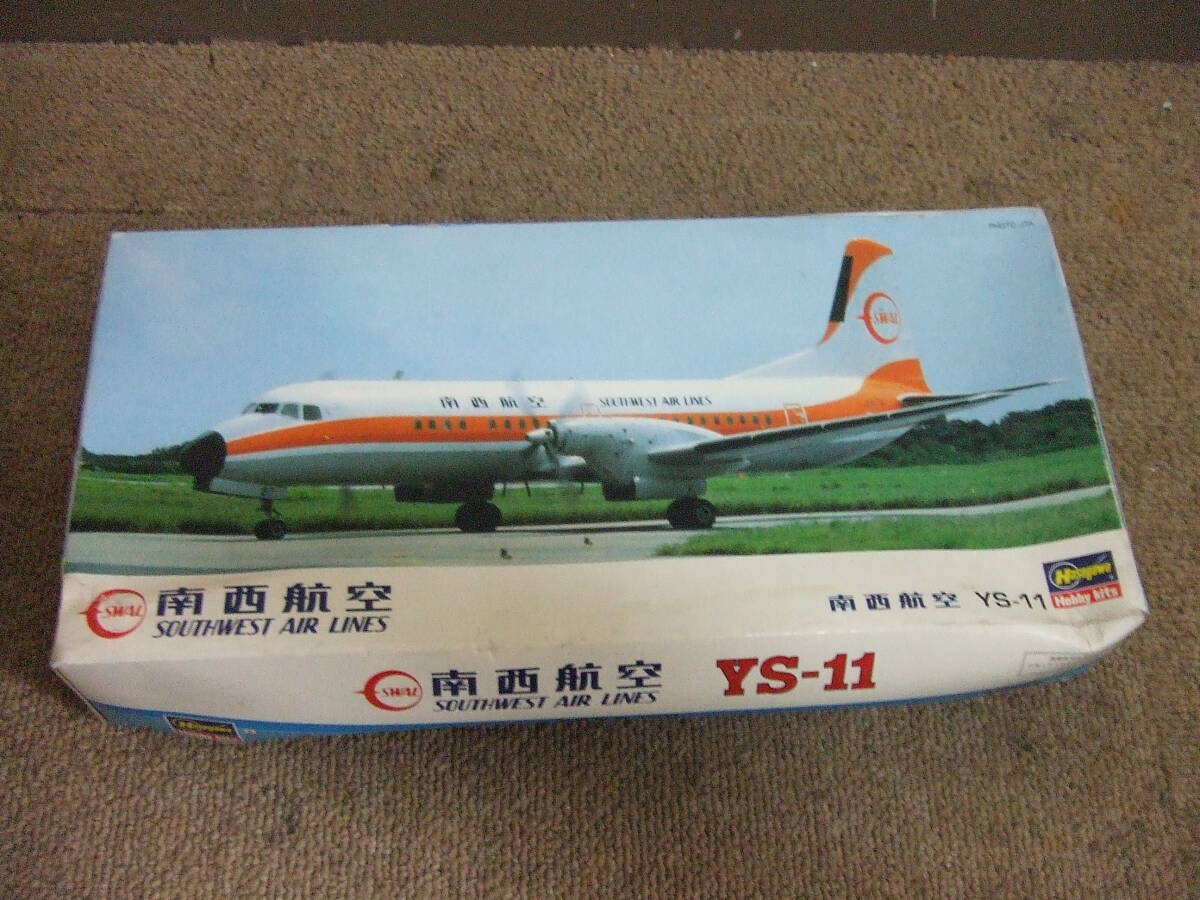 PHOTO:JTA
SWAL
南西航空 SOUTHWEST AIR LINES
SWAL
南西航空
SOUTHWEST AIR LINES
南西航空 YS-11
Hasegawa
Hobby kits
SWAL
南西航空
SOUTHWEST AIR LINES
YS-11
Hasegawa